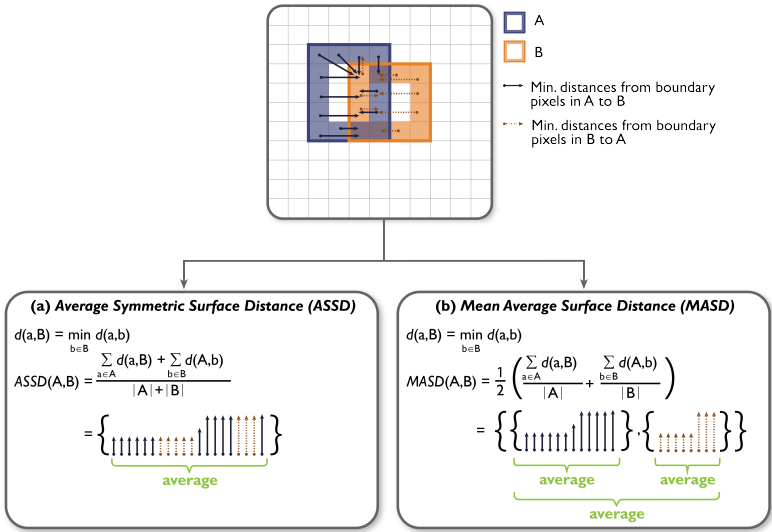 A
B
Min. distances from boundary
pixels in A to B
Min. distances from boundary
pixels in B to A
(a) Average Symmetric Surface Distance (ASSD)
d(a,B) = min d(a,b)
b∈B
ASSD(A,B) = ∑ d(a,B) + ∑ d(A,b)
a∈A b∈B
|A|+|B|
= { }
average
(b) Mean Average Surface Distance (MASD)
d(a,B) = min d(a,b)
b∈B
MASD(A,B) = 1/2 ( ∑ d(a,B) / |A| + ∑ d(A,b) / |B| )
a∈A b∈B
= { { } , { } }
average average
average